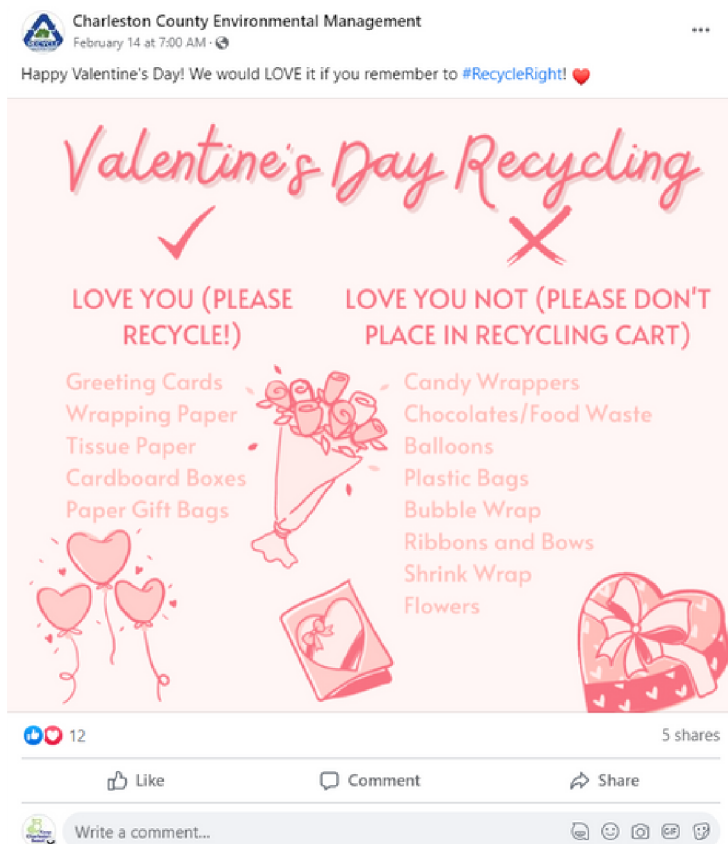 Charleston County Environmental Management
February 14 at 7:00 AM ·
Happy Valentine's Day! We would LOVE it if you remember to #RecycleRight!
Valentine's Day Recycling
LOVE YOU (PLEASE
RECYCLE!)
Greeting Cards
Wrapping Paper
Tissue Paper
Cardboard Boxes
Paper Gift Bags
LOVE YOU NOT (PLEASE DON'T
PLACE IN RECYCLING CART)
Candy Wrappers
Chocolates/Food Waste
Balloons
Plastic Bags
Bubble Wrap
Ribbons and Bows
Shrink Wrap
Flowers
12
5 shares
Like
Comment
Share
Write a comment...
GIF